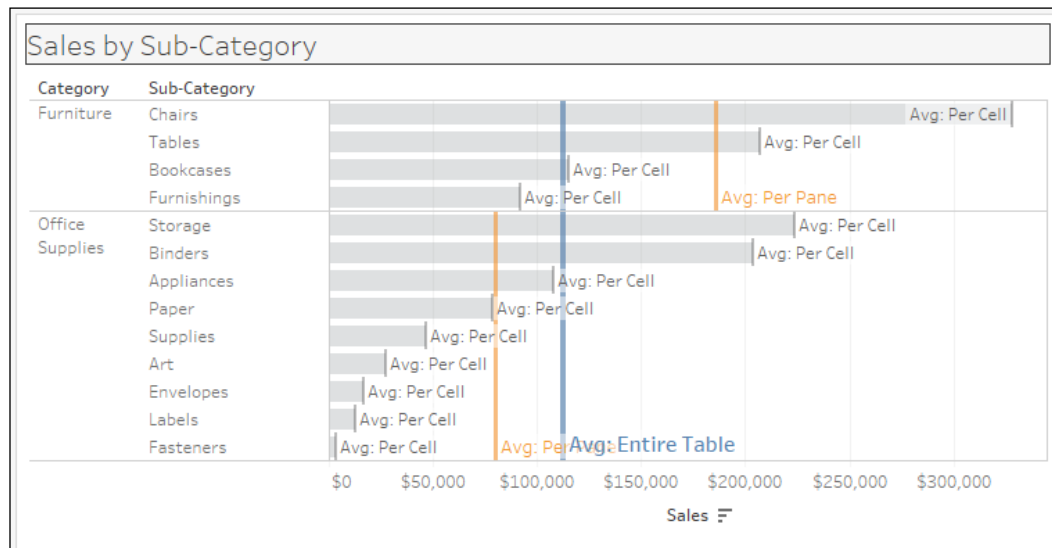 Sales by Sub-Category
Category Sub-Category
Furniture Chairs Avg: Per Cell
Tables Avg: Per Cell
Bookcases Avg: Per Cell
Furnishings Avg: Per Cell Avg: Per Pane
Office Storage Avg: Per Cell
Supplies Binders Avg: Per Cell
Appliances Avg: Per Cell
Paper Avg: Per Cell
Supplies Avg: Per Cell
Art Avg: Per Cell
Envelopes Avg: Per Cell
Labels Avg: Per Cell
Fasteners Avg: Per Cell Avg: Per Avg: Entire Table
$0 $50,000 $100,000 $150,000 $200,000 $250,000 $300,000
Sales